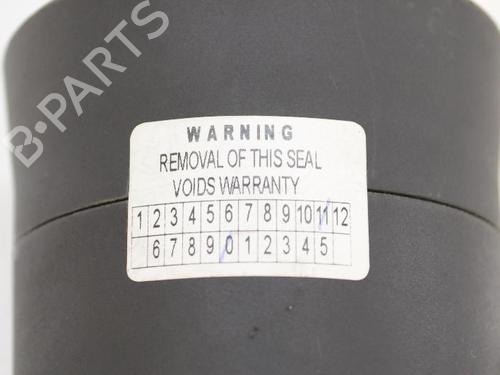 B-PARTS
WARNING
REMOVAL OF THIS SEAL
VOIDS WARRANTY
1 2 3 4 5 6 7 8 9 10 11 12
6 7 8 9 0 1 2 3 4 5